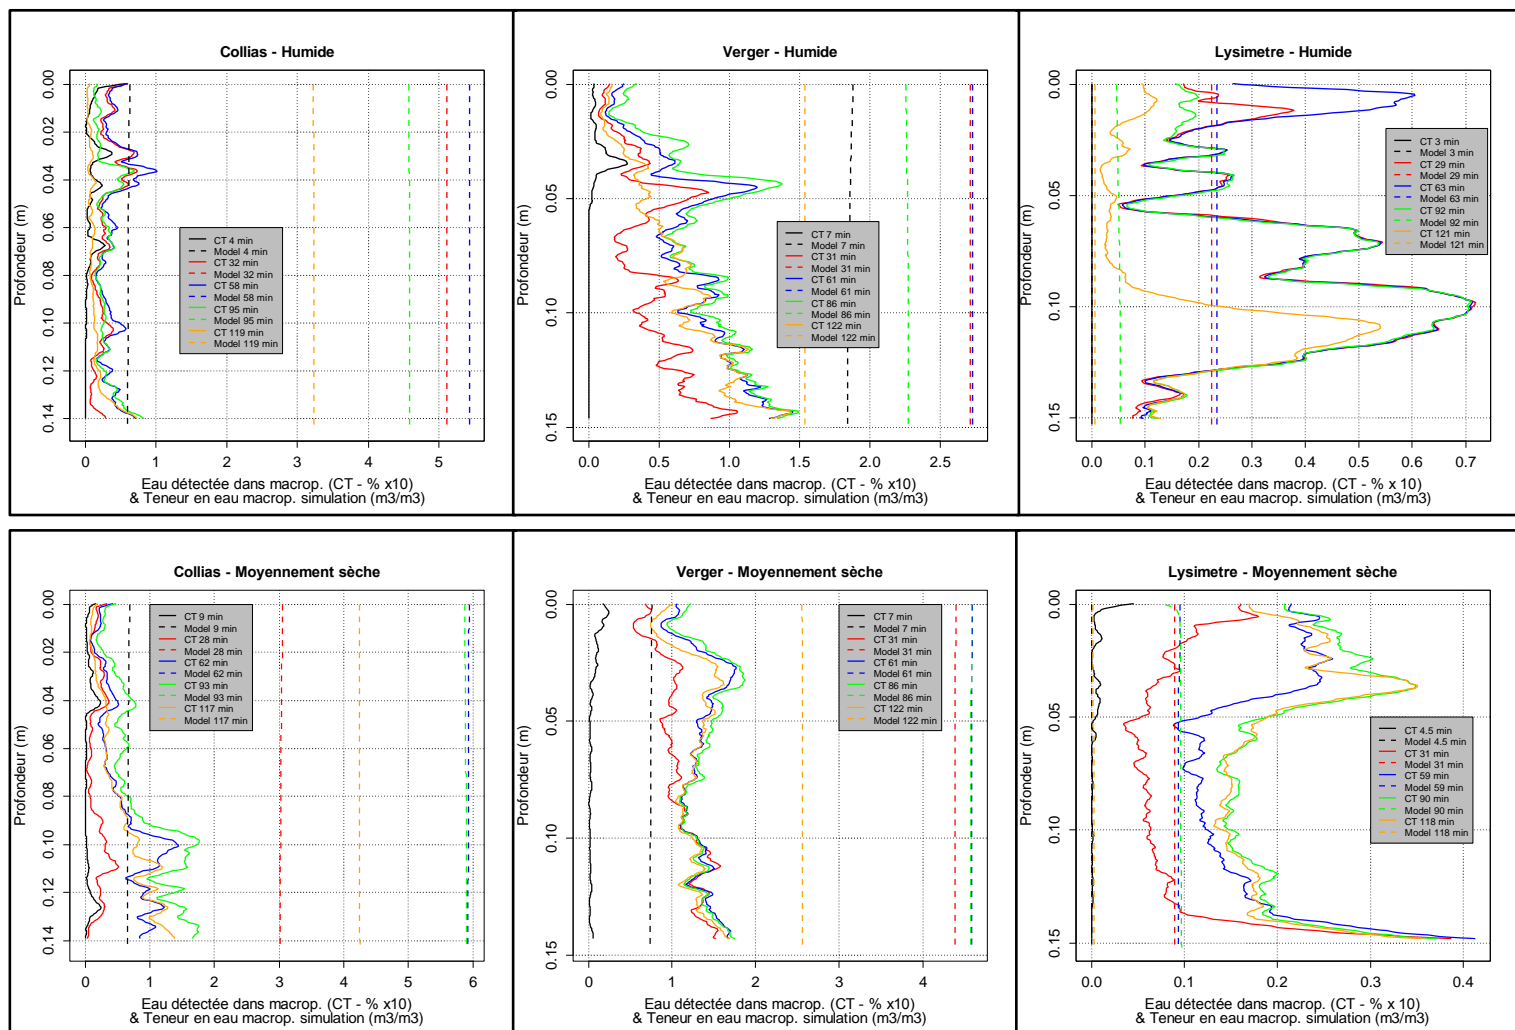 Collias - Humide
0.00
0.02
0.04
0.06
0.08
0.10
0.12
0.14
Profondeur (m)
CT 4 min
Model 4 min
CT 32 min
Model 32 min
CT 58 min
Model 58 min
CT 95 min
Model 95 min
CT 119 min
Model 119 min
0 1 2 3 4 5
Eau détectée dans macrop. (CT - % x10)
& Teneur en eau macrop. simulation (m3/m3)
Verger - Humide
0.00
0.05
0.10
0.15
Profondeur (m)
CT 7 min
Model 7 min
CT 31 min
Model 31 min
CT 61 min
Model 61 min
CT 86 min
Model 86 min
CT 122 min
Model 122 min
0.0 0.5 1.0 1.5 2.0 2.5
Eau détectée dans macrop. (CT - % x10)
& Teneur en eau macrop. simulation (m3/m3)
Lysimetre - Humide
0.00
0.05
0.10
0.15
Profondeur (m)
CT 3 min
Model 3 min
CT 29 min
Model 29 min
CT 63 min
Model 63 min
CT 92 min
Model 92 min
CT 121 min
Model 121 min
0.0 0.1 0.2 0.3 0.4 0.5 0.6 0.7
Eau détectée dans macrop. (CT - % x 10)
& Teneur en eau macrop. simulation (m3/m3)
Collias - Moyennement sèche
0.00
0.02
0.04
0.06
0.08
0.10
0.12
0.14
Profondeur (m)
CT 9 min
Model 9 min
CT 28 min
Model 28 min
CT 62 min
Model 62 min
CT 93 min
Model 93 min
CT 117 min
Model 117 min
0 1 2 3 4 5 6
Eau détectée dans macrop. (CT - % x10)
& Teneur en eau macrop. simulation (m3/m3)
Verger - Moyennement sèche
0.00
0.05
0.10
0.15
Profondeur (m)
CT 7 min
Model 7 min
CT 31 min
Model 31 min
CT 61 min
Model 61 min
CT 86 min
Model 86 min
CT 122 min
Model 122 min
0 1 2 3 4
Eau détectée dans macrop. (CT - % x10)
& Teneur en eau macrop. simulation (m3/m3)
Lysimetre - Moyennement sèche
0.00
0.05
0.10
0.15
Profondeur (m)
CT 4.5 min
Model 4.5 min
CT 31 min
Model 31 min
CT 59 min
Model 59 min
CT 90 min
Model 90 min
CT 118 min
Model 118 min
0.0 0.1 0.2 0.3 0.4
Eau détectée dans macrop. (CT - % x 10)
& Teneur en eau macrop. simulation (m3/m3)